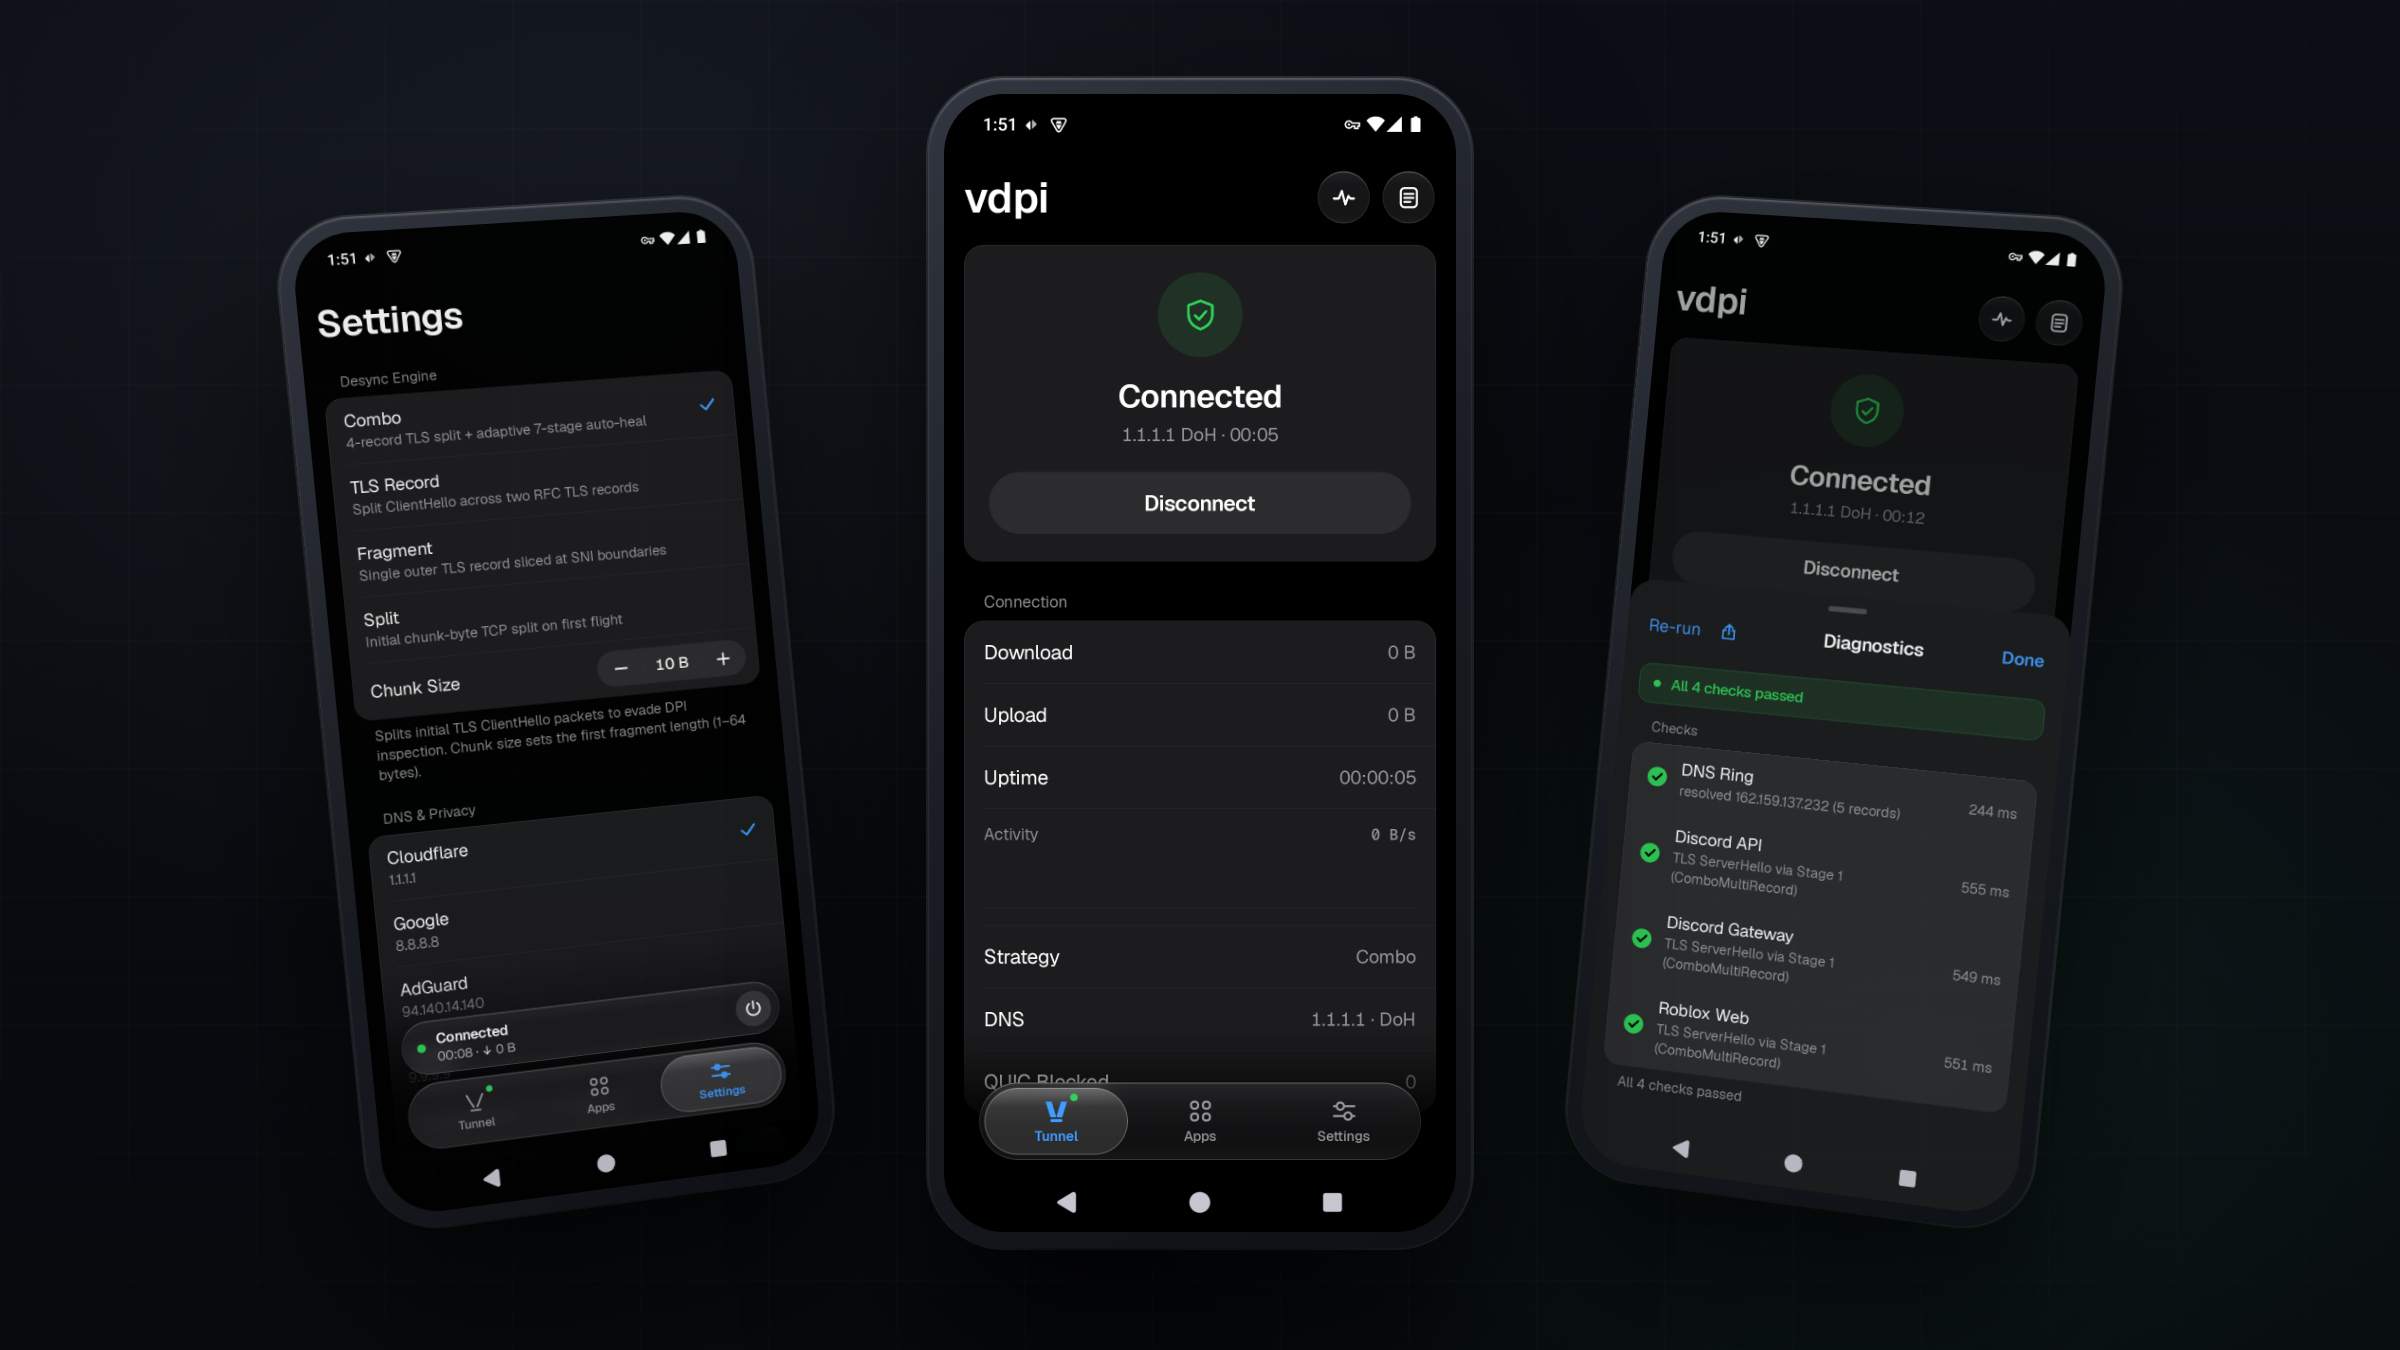 1:51
Settings
Desync Engine
Combo
4-record TLS split + adaptive 7-stage auto-heal
TLS Record
Split ClientHello across two RFC TLS records
Fragment
Single outer TLS record sliced at SNI boundaries
Split
Initial chunk-byte TCP split on first flight
Chunk Size
− 10 B +
Splits initial TLS ClientHello packets to evade DPI
inspection. Chunk size sets the first fragment length (1–64
bytes).
DNS & Privacy
Cloudflare
1.1.1.1
Google
8.8.8.8
AdGuard
94.140.14.140
Connected
00:08 · ↓ 0 B
9.9.9.9
Tunnel
Apps
Settings
1:51
vdpi
Connected
1.1.1.1 DoH · 00:05
Disconnect
Connection
Download 0 B
Upload 0 B
Uptime 00:00:05
Activity 0 B/s
Strategy Combo
DNS 1.1.1.1 · DoH
QUIC Blocked 0
Tunnel
Apps
Settings
1:51
vdpi
Connected
1.1.1.1 DoH · 00:12
Disconnect
Re-run
Diagnostics
Done
All 4 checks passed
Checks
DNS Ring
resolved 162.159.137.232 (5 records)
244 ms
Discord API
TLS ServerHello via Stage 1
(ComboMultiRecord)
555 ms
Discord Gateway
TLS ServerHello via Stage 1
(ComboMultiRecord)
549 ms
Roblox Web
TLS ServerHello via Stage 1
(ComboMultiRecord)
551 ms
All 4 checks passed